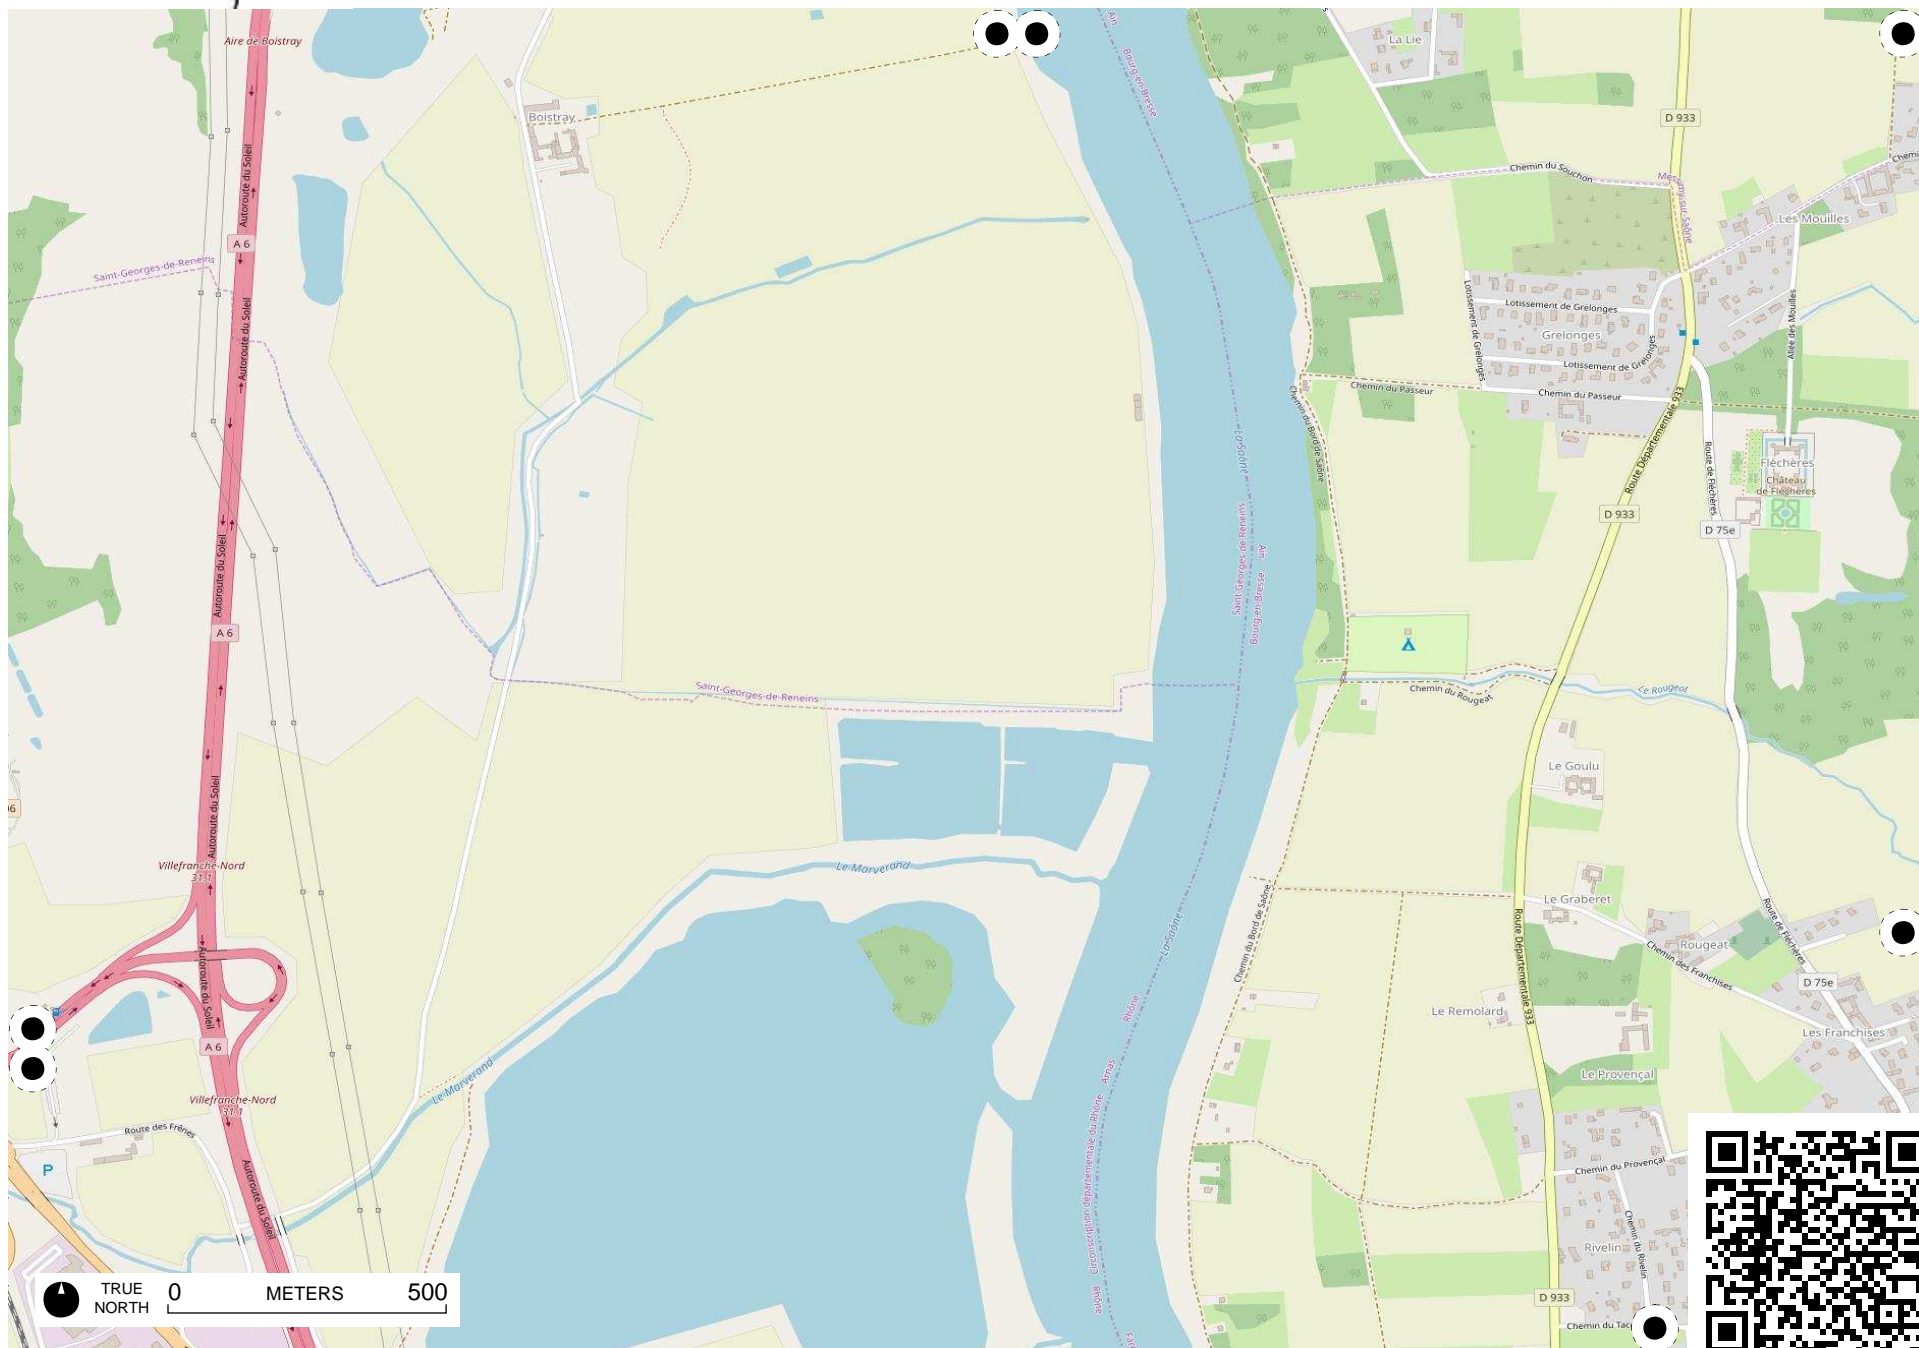 Aire de Boistray
La Lie
Bourg-en-Bresse
Ain
Boistray
D 933
Autoroute du Soleil
Chemin du Souchon
Messimy-sur-Saône
Les Mouilles
A 6
Saint-Georges-de-Reneins
Lotissement de Grelonges
Lotissement de Grelonges
Grelonges
Lotissement de Grelonges
Autoroute du Soleil
Allée des Mouilles
Chemin du Passeur
Chemin du Passeur
Route Départementale 933
Chemin du Bord de Saône
La Saône
Route de Fléchères
Fléchères
Château
de Fléchères
D 933
D 75e
Autoroute du Soleil
Saint-Georges-de-Reneins
Bourg-en-Bresse
Ain
A 6
Saint-Georges-de-Reneins
Chemin du Rougeat
Le Rougeot
Le Goulu
Autoroute du Soleil
Villefranche-Nord
31.1
Le Marverand
Le Graberet
Route Départementale 933
Chemin du Bord de Saône
La Saône
Rougeat
Route de Fléchères
Chemin des Franchises
D 75e
Autoroute du Soleil
Rhône
Le Remolard
Les Franchises
A 6
Le Marverand
Le Provençal
Villefranche-Nord
31.1
Route des Frênes
P
Arnas
Circonscription départementale du Rhône
Rhône
Chemin du Provençal
Autoroute du Soleil
Chemin du Rivelin
Rivelin
TRUE
NORTH
0 METERS 500
D 933